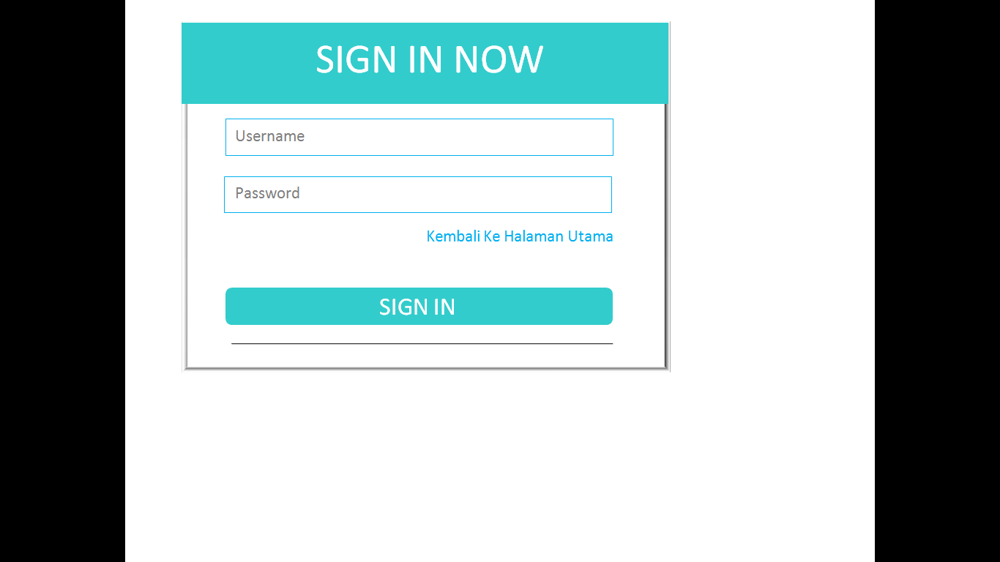 SIGN IN NOW
Username
Password
Kembali Ke Halaman Utama
SIGN IN